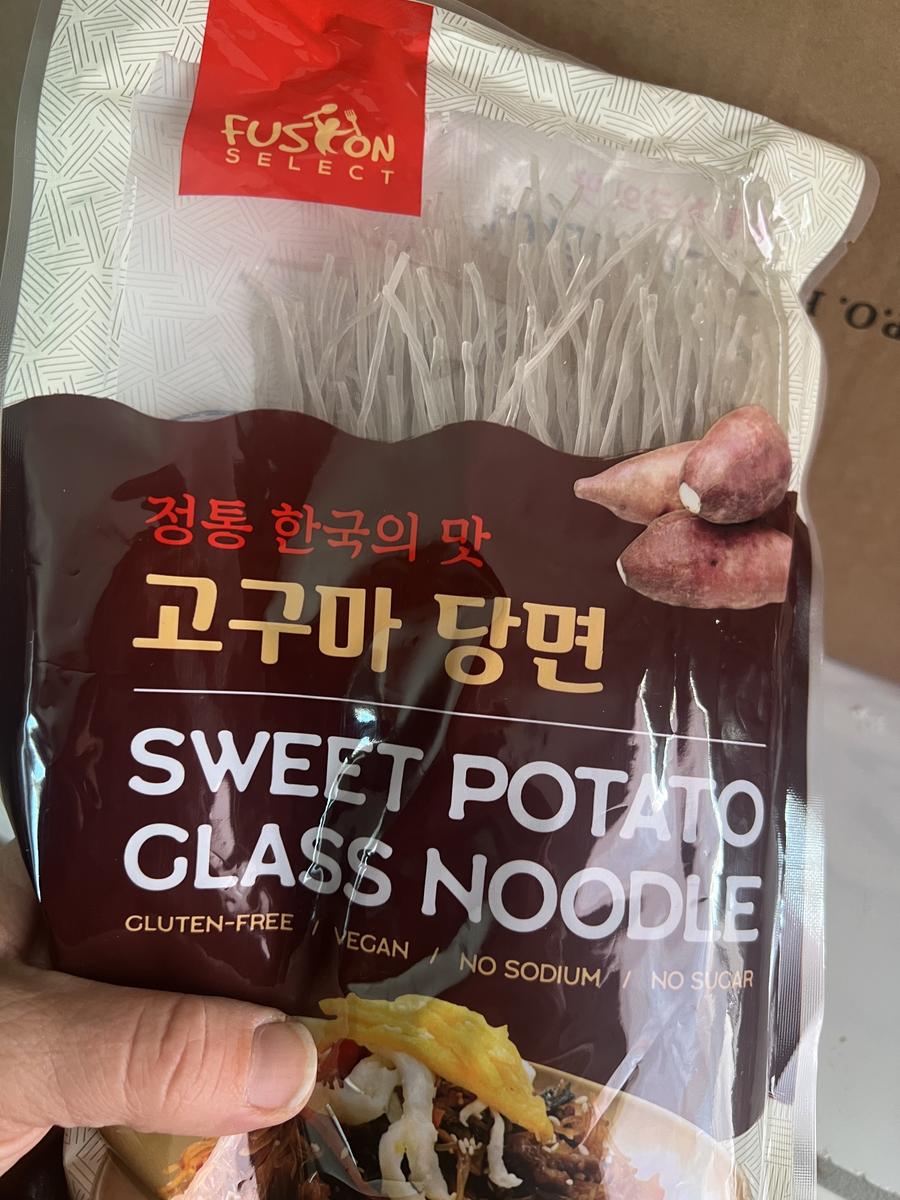 FUSION
SELECT
정통 한국의 맛
고구마 당면
SWEET POTATO
GLASS NOODLE
GLUTEN-FREE / VEGAN / NO SODIUM / NO SUGAR
P.O.